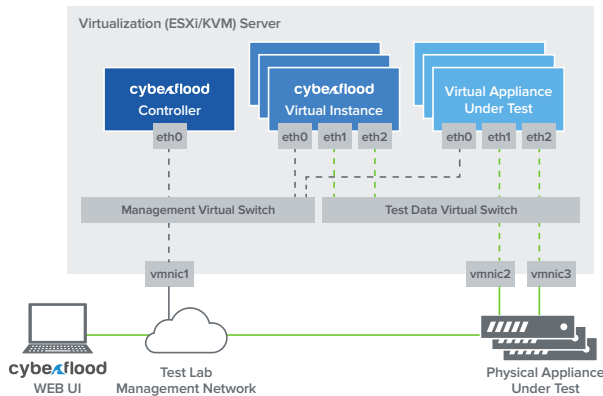 Virtualization (ESXi/KVM) Server
cyberflood
Controller
cyberflood
Virtual Instance
Virtual Appliance
Under Test
eth0
eth0
eth1
eth2
eth0
eth1
eth2
Management Virtual Switch
Test Data Virtual Switch
vmnic1
vmnic2
vmnic3
cyberflood
WEB UI
Test Lab
Management Network
Physical Appliance
Under Test